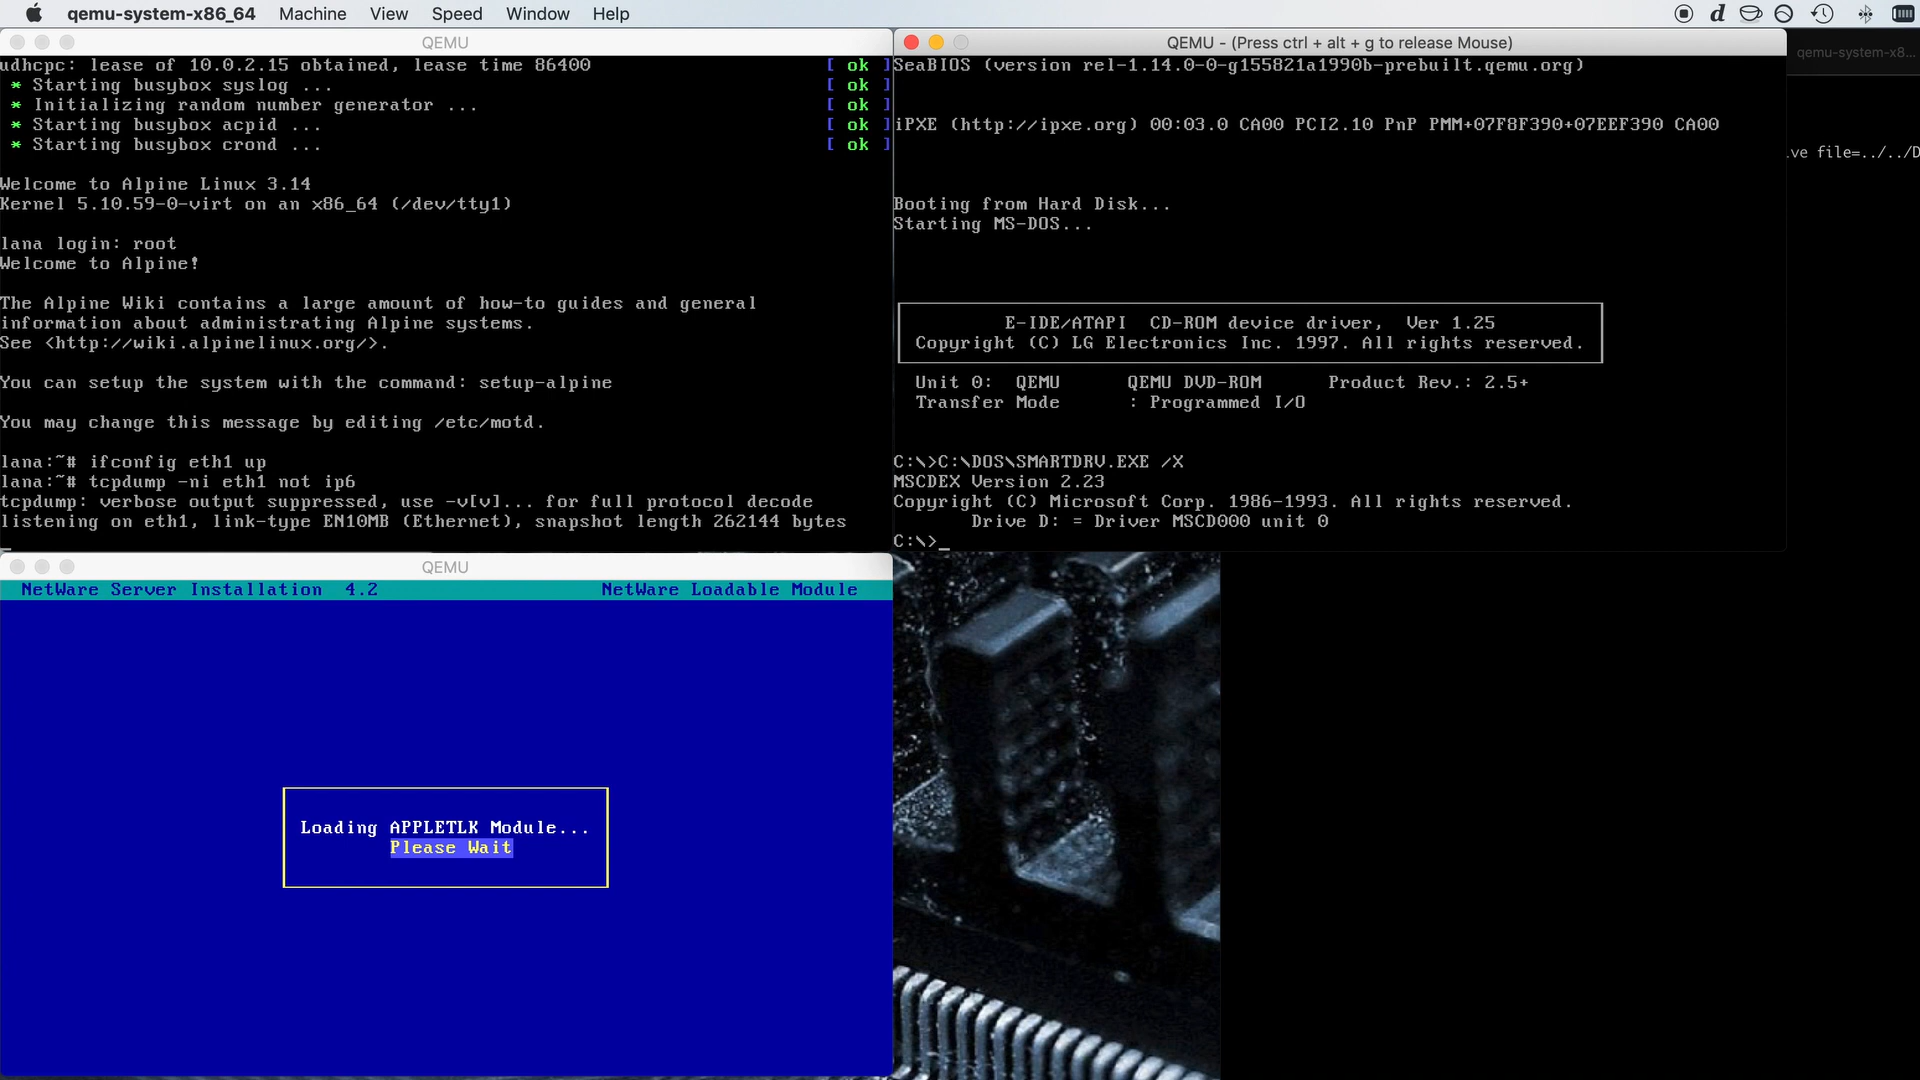 qemu-system-x86_64 Machine View Speed Window Help
QEMU
udhcpc: lease of 10.0.2.15 obtained, lease time 86400 [ ok ]
* Starting busybox syslog ... [ ok ]
* Initializing random number generator ... [ ok ]
* Starting busybox acpid ... [ ok ]
* Starting busybox crond ... [ ok ]
Welcome to Alpine Linux 3.14
Kernel 5.10.59-0-virt on an x86_64 (/dev/tty1)
lana login: root
Welcome to Alpine!
The Alpine Wiki contains a large amount of how-to guides and general
information about administrating Alpine systems.
See <http://wiki.alpinelinux.org/>.
You can setup the system with the command: setup-alpine
You may change this message by editing /etc/motd.
lana:~# ifconfig eth1 up
lana:~# tcpdump -ni eth1 not ip6
tcpdump: verbose output suppressed, use -v[v]... for full protocol decode
listening on eth1, link-type EN10MB (Ethernet), snapshot length 262144 bytes
QEMU - (Press ctrl + alt + g to release Mouse)
SeaBIOS (version rel-1.14.0-0-g155821a1990b-prebuilt.qemu.org)
iPXE (http://ipxe.org) 00:03.0 CA00 PCI2.10 PnP PMM+07F8F390+07EEF390 CA00
Booting from Hard Disk...
Starting MS-DOS...
E-IDE/ATAPI CD-ROM device driver, Ver 1.25
Copyright (C) LG Electronics Inc. 1997. All rights reserved.
Unit 0: QEMU QEMU DVD-ROM Product Rev.: 2.5+
Transfer Mode : Programmed I/O
C:\>C:\DOS\SMARTDRV.EXE /X
MSCDEX Version 2.23
Copyright (C) Microsoft Corp. 1986-1993. All rights reserved.
Drive D: = Driver MSCD000 unit 0
C:\>_
qemu-system-x8...
.ve file=../../D
QEMU
NetWare Server Installation 4.2 NetWare Loadable Module
Loading APPLETLK Module...
Please Wait